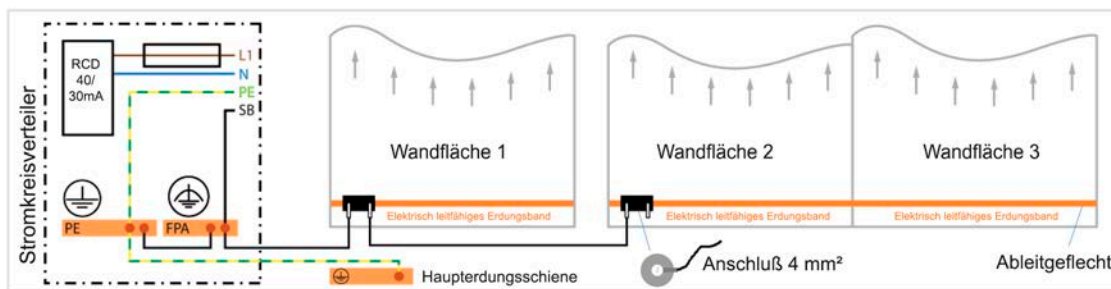 Stromkreisverteiler
RCD
40/
30mA
L1
N
PE
SB
PE
FPA
Wandfläche 1
Wandfläche 2
Wandfläche 3
Elektrisch leitfähiges Erdungsband
Elektrisch leitfähiges Erdungsband
Elektrisch leitfähiges Erdungsband
Haupterdungsschiene
Anschluß 4 mm²
Ableitgeflecht